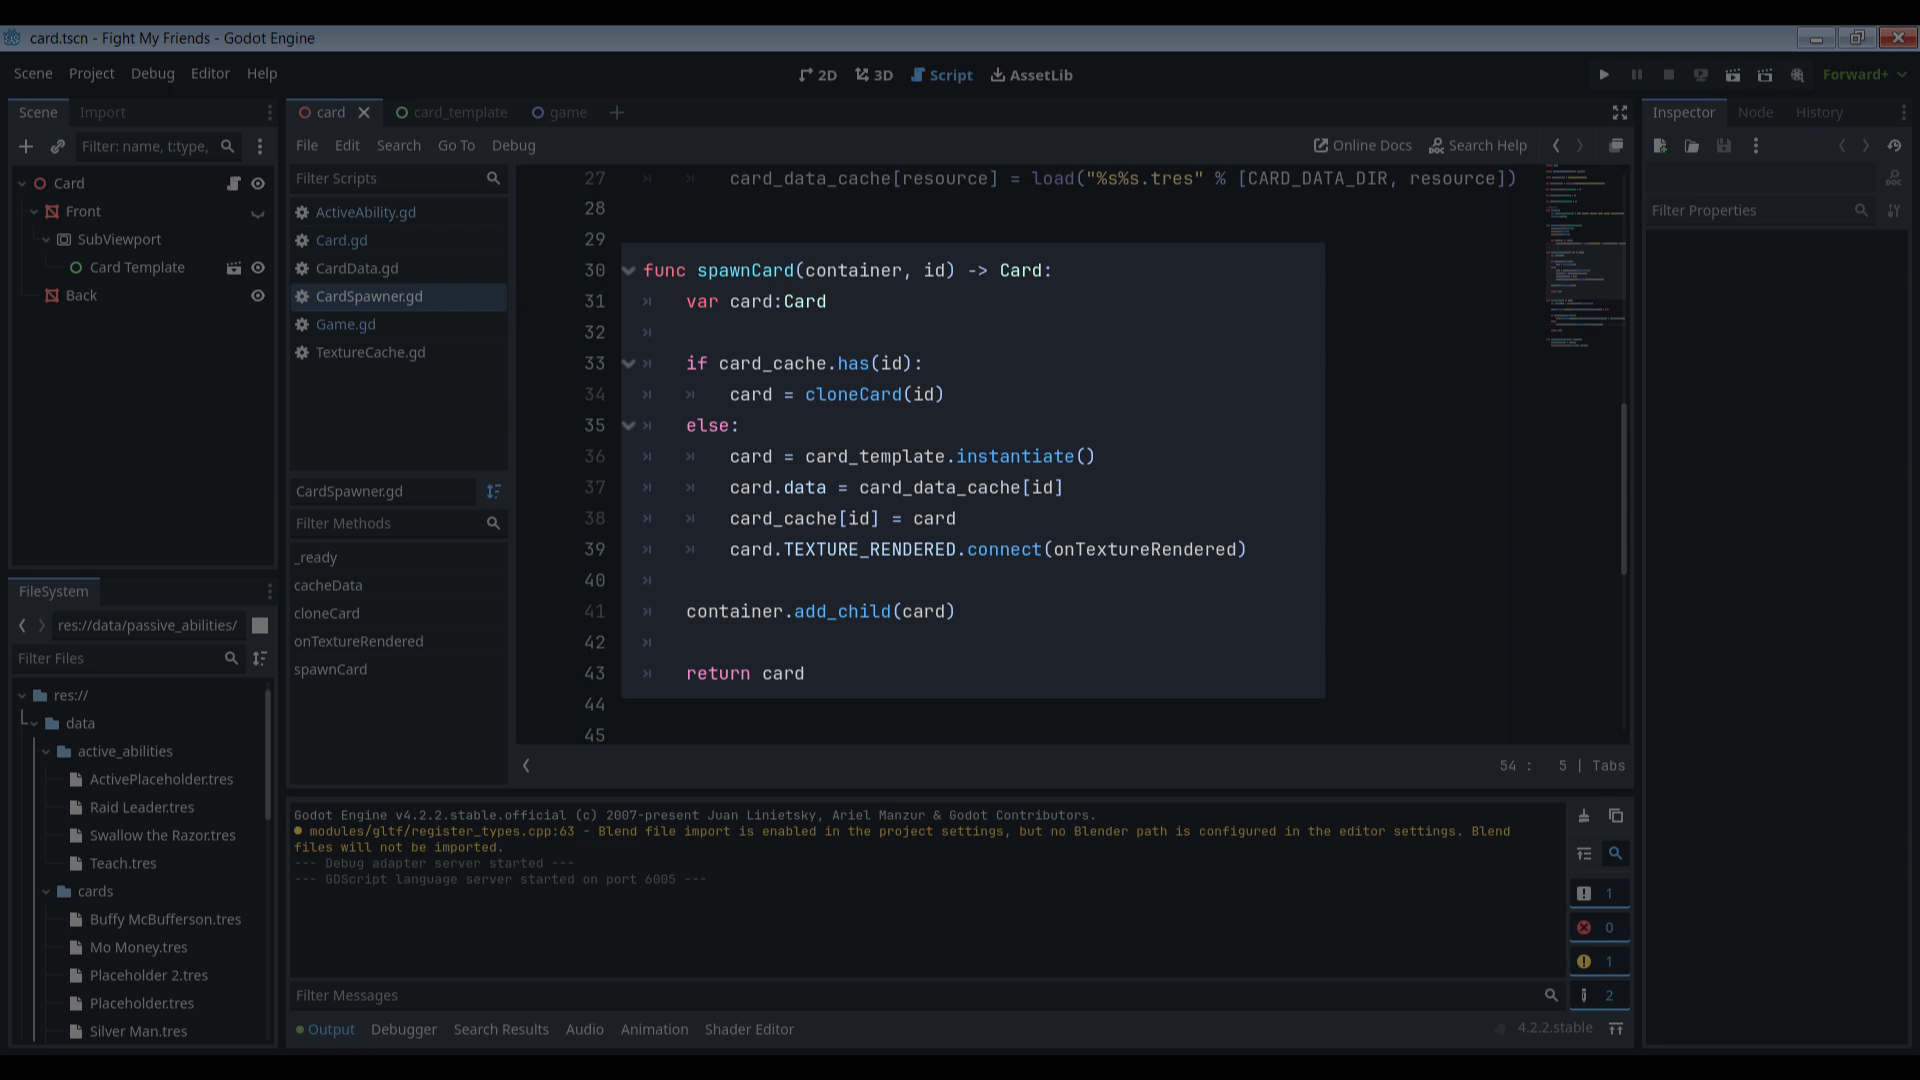 card.tscn - Fight My Friends - Godot Engine
Scene Project Debug Editor Help
2D 3D Script AssetLib
Forward+
Scene Import
card card_template game
Inspector Node History
Filter: name, t:type,
File Edit Search Go To Debug
Online Docs Search Help
Card
Front
SubViewport
Card Template
Back
Filter Scripts
ActiveAbility.gd
Card.gd
CardData.gd
CardSpawner.gd
Game.gd
TextureCache.gd
CardSpawner.gd
Filter Methods
_ready
cacheData
cloneCard
onTextureRendered
spawnCard
27 card_data_cache[resource] = load("%s%s.tres" % [CARD_DATA_DIR, resource])
28
29
30 func spawnCard(container, id) -> Card:
31 var card:Card
32
33 if card_cache.has(id):
34 card = cloneCard(id)
35 else:
36 card = card_template.instantiate()
37 card.data = card_data_cache[id]
38 card_cache[id] = card
39 card.TEXTURE_RENDERED.connect(onTextureRendered)
40
41 container.add_child(card)
42
43 return card
44
45
54 : 5 | Tabs
Filter Properties
FileSystem
res://data/passive_abilities/
Filter Files
res://
data
active_abilities
ActivePlaceholder.tres
Raid Leader.tres
Swallow the Razor.tres
Teach.tres
cards
Buffy McBufferson.tres
Mo Money.tres
Placeholder 2.tres
Placeholder.tres
Silver Man.tres
Godot Engine v4.2.2.stable.official (c) 2007-present Juan Linietsky, Ariel Manzur & Godot Contributors.
modules/gltf/register_types.cpp:63 - Blend file import is enabled in the project settings, but no Blender path is configured in the editor settings. Blend
files will not be imported.
--- Debug adapter server started ---
--- GDScript language server started on port 6005 ---
1
0
1
2
Filter Messages
Output Debugger Search Results Audio Animation Shader Editor
4.2.2.stable